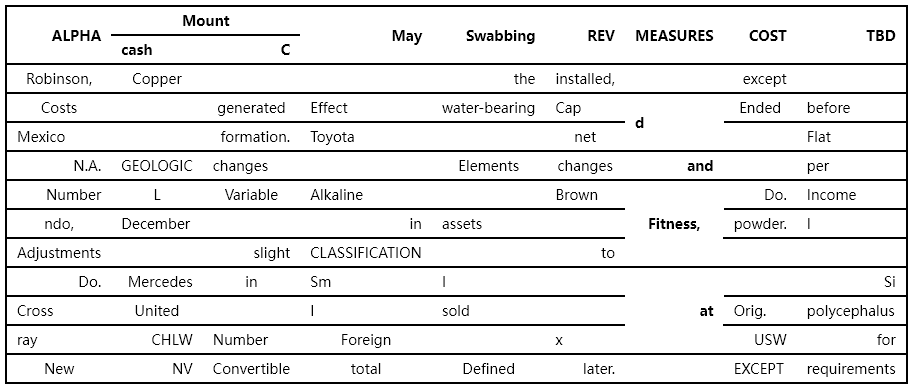 Mount
ALPHA May Swabbing REV MEASURES COST TBD
cash C
Robinson, Copper the installed, except
Costs generated Effect water-bearing Cap Ended before
d
Mexico formation. Toyota net Flat
N.A. GEOLOGIC changes Elements changes and per
Number L Variable Alkaline Brown Do. Income
ndo, December in assets Fitness, powder. I
Adjustments slight CLASSIFICATION to
Do. Mercedes in Sm I Si
Cross United I sold at Orig. polycephalus
ray CHLW Number Foreign x USW for
New NV Convertible total Defined later. EXCEPT requirements